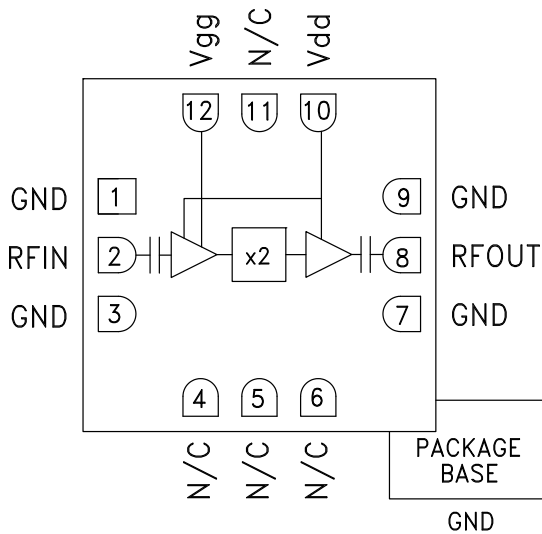 Vgg
N/C
Vdd
12
11
10
GND
1
9
GND
RFIN
2
x2
8
RFOUT
GND
3
7
GND
4
5
6
N/C
N/C
N/C
PACKAGE
BASE
GND